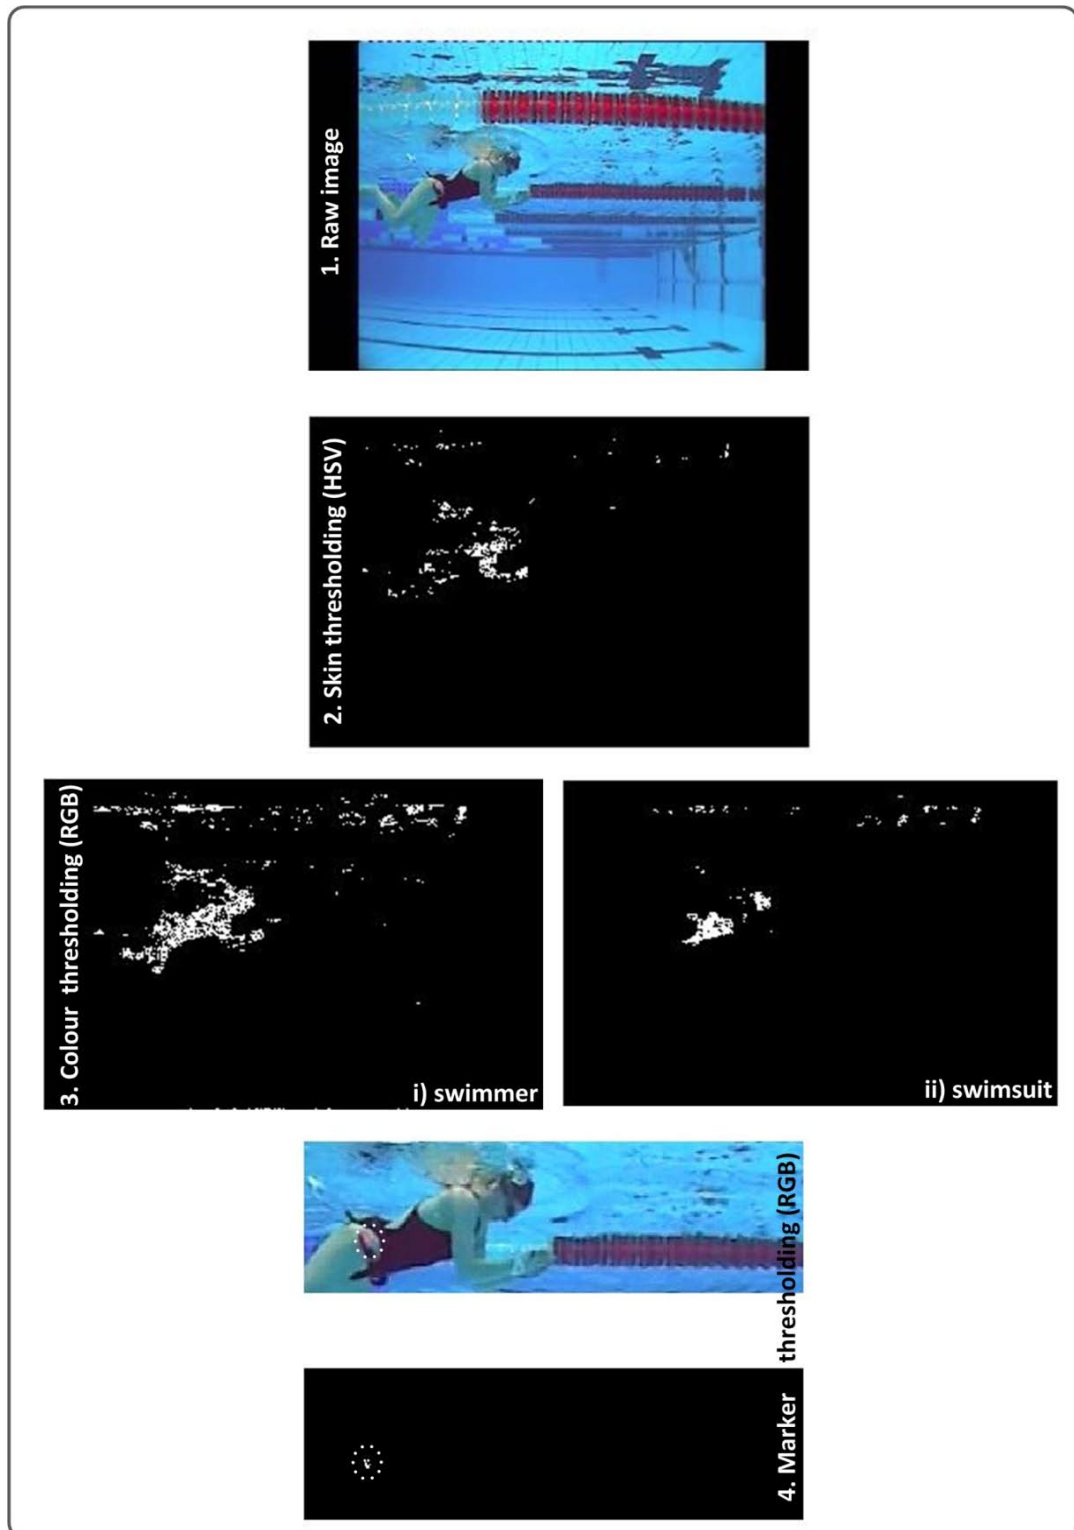 1. Raw image
2. Skin thresholding (HSV)
3. Colour thresholding (RGB)
i) swimmer
ii) swimsuit
4. Marker thresholding (RGB)